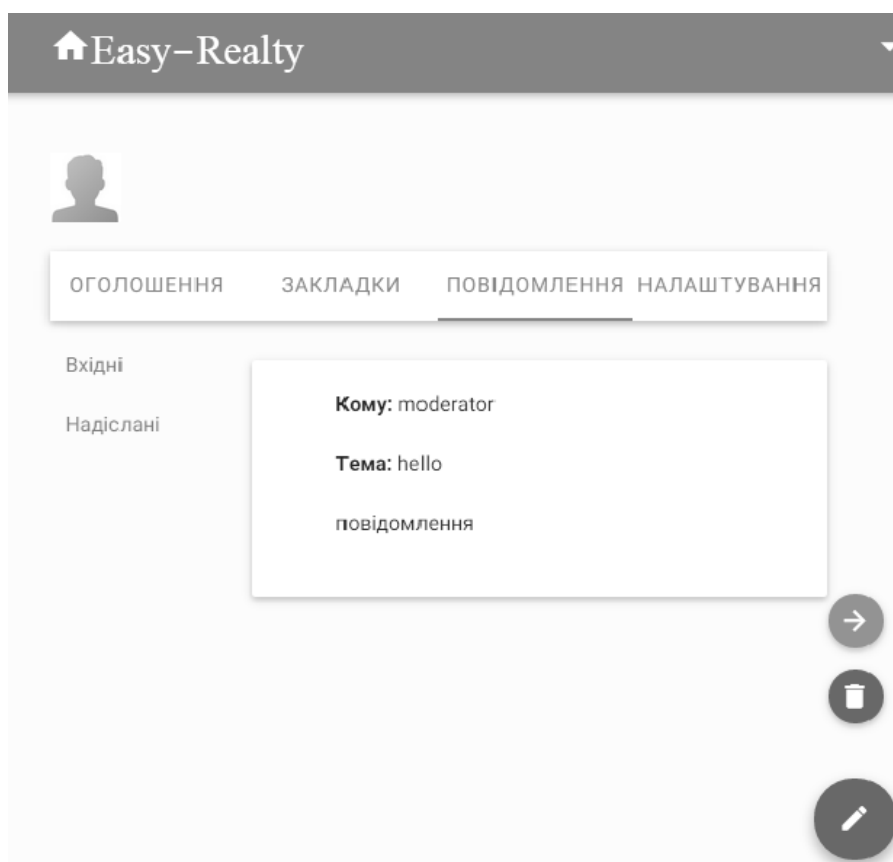 Easy-Realty
ОГОЛОШЕННЯ ЗАКЛАДКИ ПОВІДОМЛЕННЯ НАЛАШТУВАННЯ
Вхідні
Надіслані
Кому: moderator
Тема: hello
повідомлення